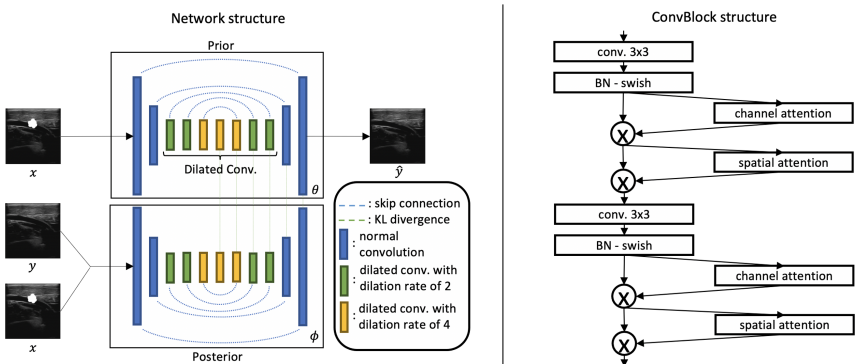 Network structure
Prior
x
Dilated Conv.
θ
ŷ
y
x
ϕ
Posterior
: skip connection
: KL divergence
: normal
convolution
: dilated conv. with
dilation rate of 2
: dilated conv. with
dilation rate of 4
ConvBlock structure
conv. 3x3
BN - swish
channel attention
X
spatial attention
X
conv. 3x3
BN - swish
channel attention
X
spatial attention
X